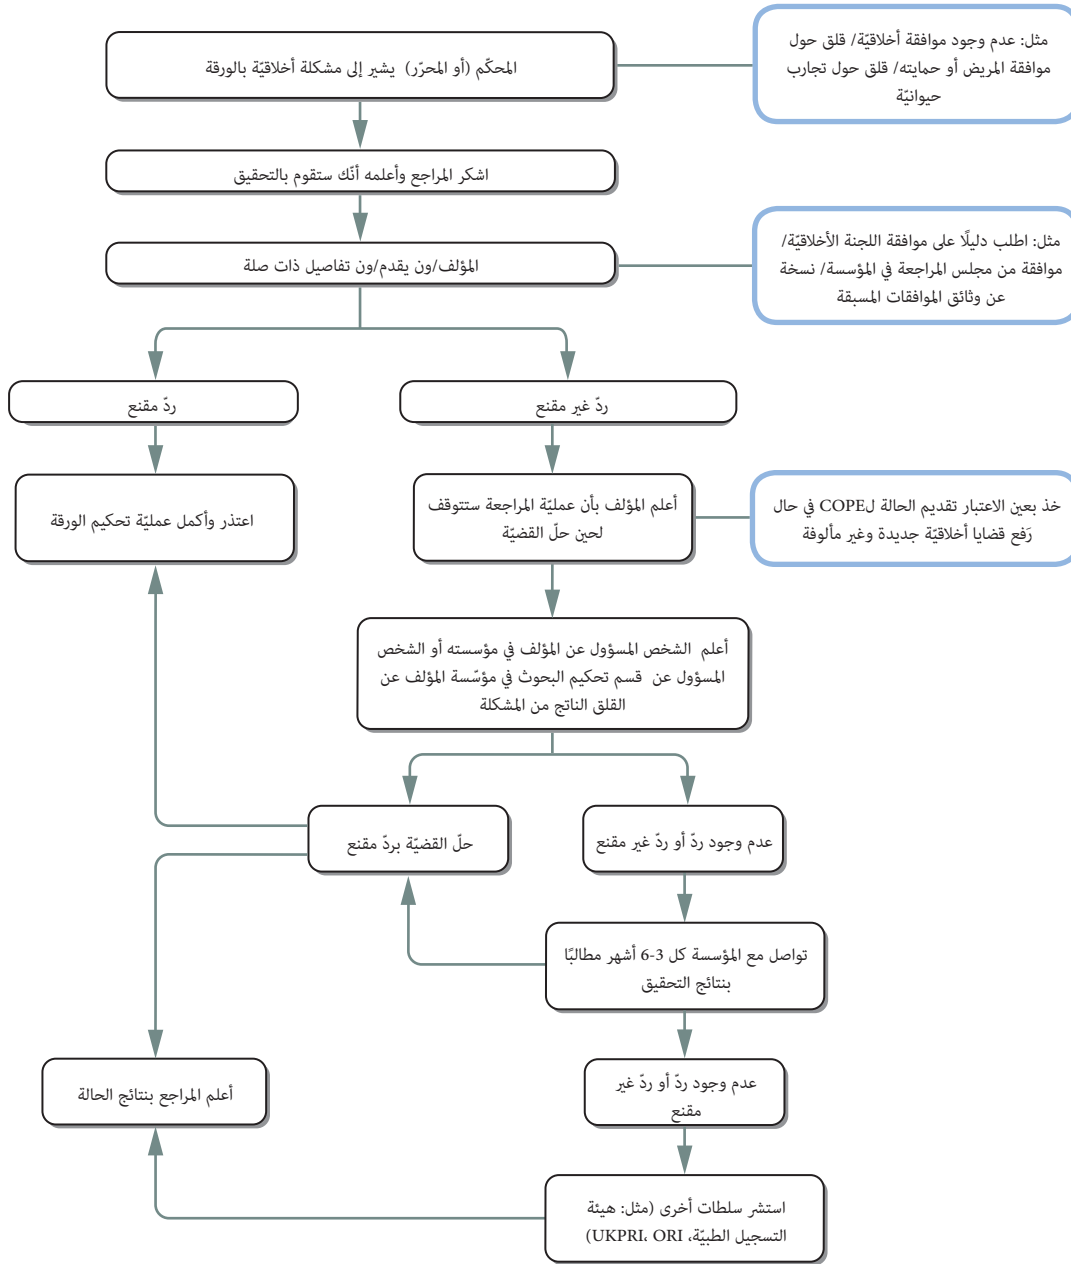 مثل: عدم وجود موافقة أخلاقيّة/ قلق حول
موافقة المريض أو حمايته/ قلق حول تجارب
حيوانيّة
المحكّم (أو المحرّر) يشير إلى مشكلة أخلاقيّة بالورقة
اشكر المراجع وأعلمه أنّك ستقوم بالتحقيق
مثل: اطلب دليلًا على موافقة اللجنة الأخلاقيّة/
موافقة من مجلس المراجعة في المؤسسة/ نسخة
عن وثائق الموافقات المسبقة
المؤلف/ون يقدم/ون تفاصيل ذات صلة
ردّ غير مقنع
ردّ مقنع
خذ بعين الاعتبار تقديم الحالة لCOPE في حال
رَفع قضايا أخلاقيّة جديدة وغير مألوفة
أعلم المؤلف بأن عمليّة المراجعة ستتوقف
لحين حلّ القضيّة
اعتذر وأكمل عمليّة تحكيم الورقة
أعلم الشخص المسؤول عن المؤلف في مؤسسته أو الشخص
المسؤول عن قسم تحكيم البحوث في مؤسّسة المؤلف عن
القلق الناتج من المشكلة
عدم وجود ردّ أو ردّ غير مقنع
حلّ القضيّة بردّ مقنع
تواصل مع المؤسسة كل 3-6 أشهر مطالبًا
بنتائج التحقيق
عدم وجود ردّ أو ردّ غير
مقنع
أعلم المراجع بنتائج الحالة
استشر سلطات أخرى (مثل: هيئة
التسجيل الطبيّة، UKPRI، ORI)